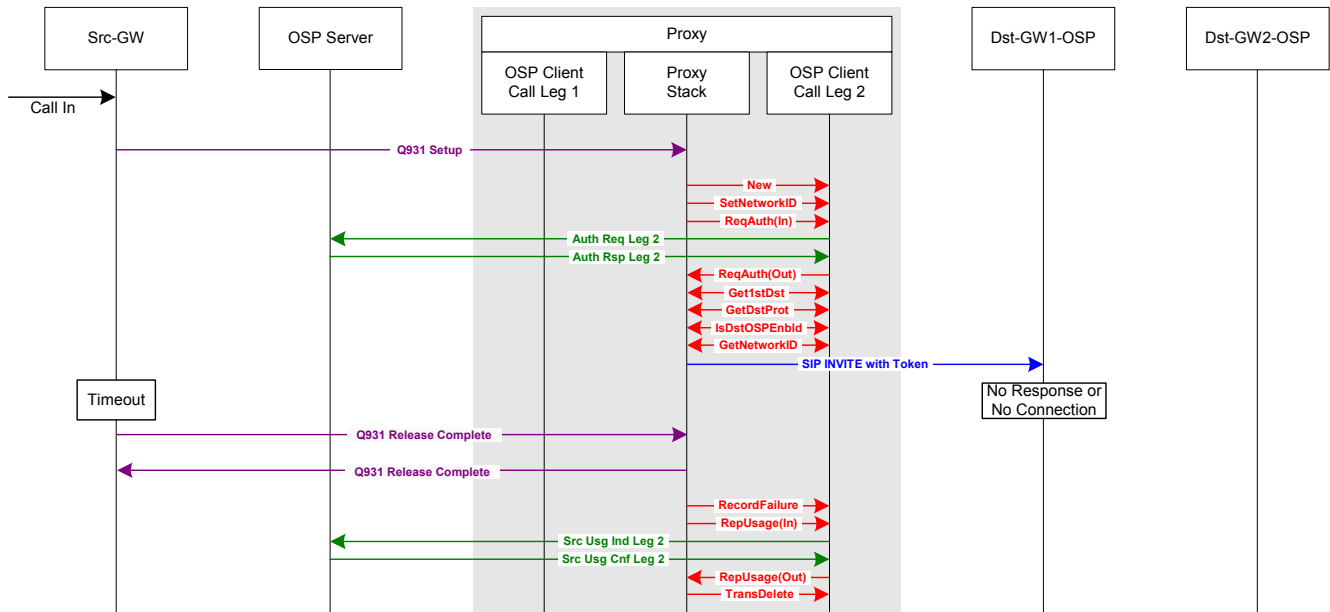 Src-GW
OSP Server
Proxy
Dst-GW1-OSP
Dst-GW2-OSP
OSP Client
Call Leg 1
Proxy
Stack
OSP Client
Call Leg 2
Call In
Q931 Setup
New
SetNetworkID
ReqAuth(In)
Auth Req Leg 2
Auth Rsp Leg 2
ReqAuth(Out)
Get1stDst
GetDstProt
IsDstOSPEnbld
GetNetworkID
SIP INVITE with Token
Timeout
No Response or
No Connection
Q931 Release Complete
Q931 Release Complete
RecordFailure
RepUsage(In)
Src Usg Ind Leg 2
Src Usg Cnf Leg 2
RepUsage(Out)
TransDelete